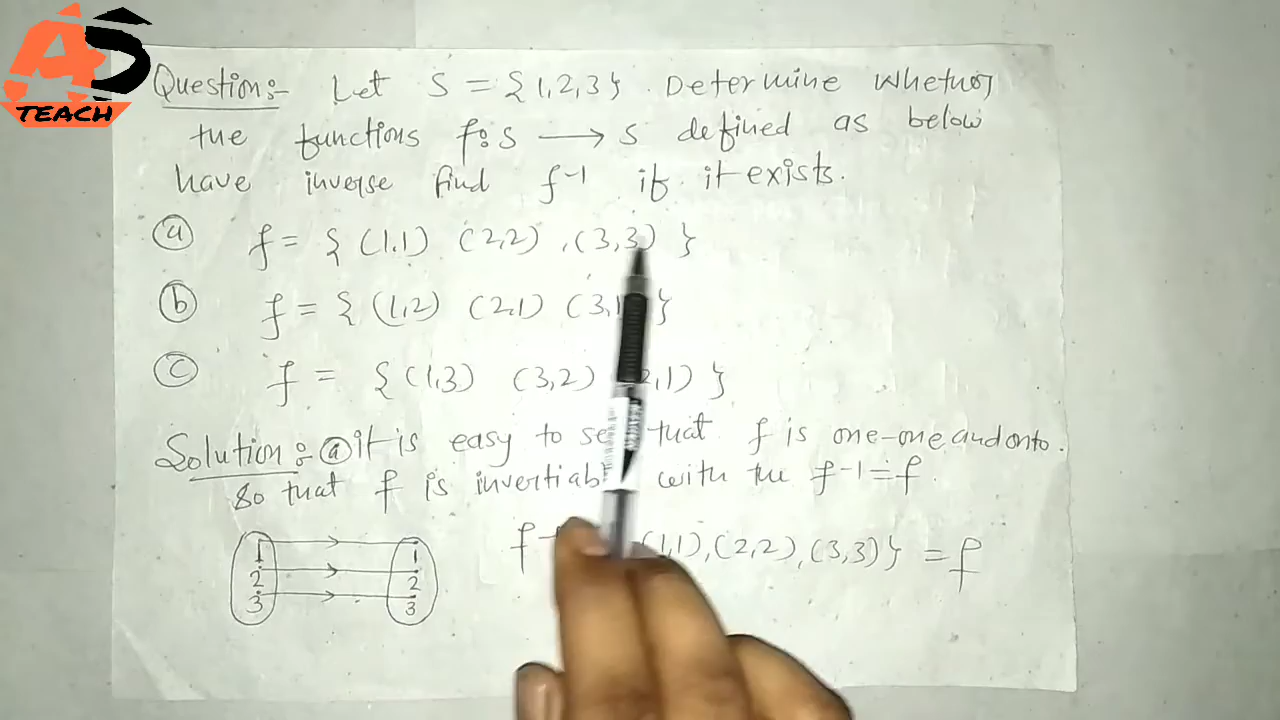 AS
TEACH
Question:- Let S = {1,2,3} Determine whether
the functions f:S → S defined as below
have inverse find f⁻¹ if it exists.
(a) f = { (1,1) (2,2) ,(3,3) }
(b) f = { (1,2) (2,1) (3,1 }
(c) f = { (1,3) (3,2) ,1) }
Solution:- (a) it is easy to see that f is one-one and onto.
So that f is with the f⁻¹=f.
1 2 3
1 2 3
f (1,1),(2,2),(3,3)} = f